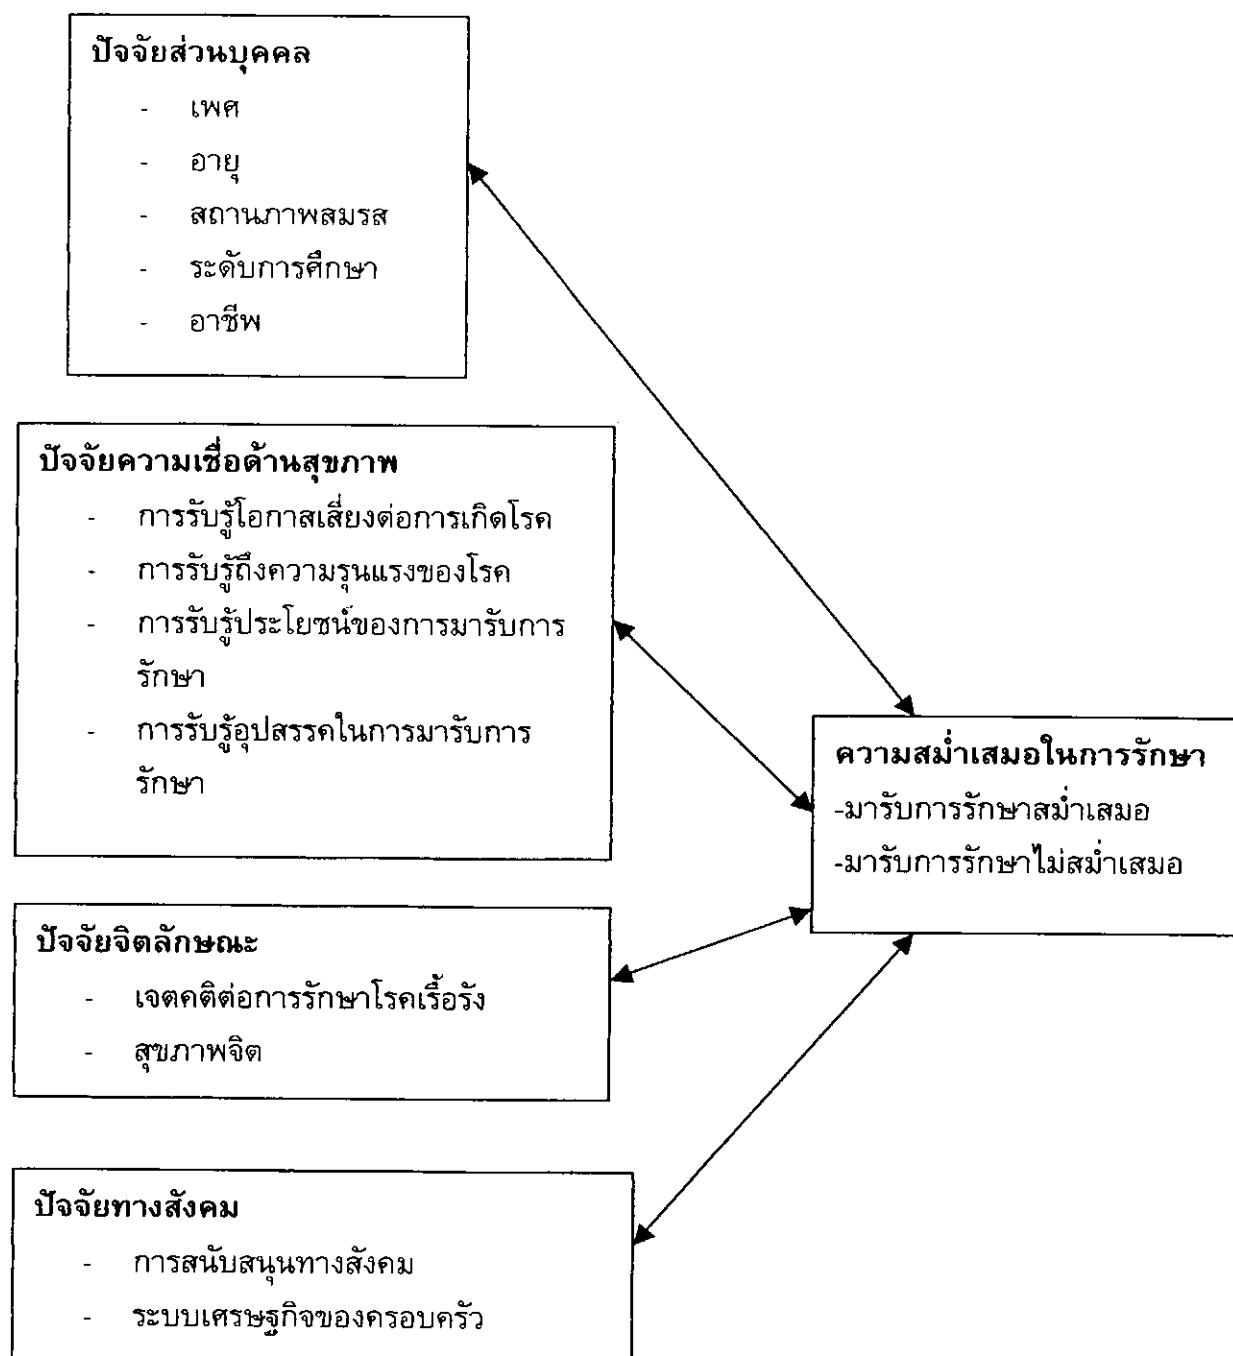 ปัจจัยส่วนบุคคล
- เพศ
- อายุ
- สถานภาพสมรส
- ระดับการศึกษา
- อาชีพ
ปัจจัยความเชื่อด้านสุขภาพ
- การรับรู้โอกาสเสี่ยงต่อการเกิดโรค
- การรับรู้ถึงความรุนแรงของโรค
- การรับรู้ประโยชน์ของการมารับการ
รักษา
- การรับรู้อุปสรรคในการมารับการ
รักษา
ความสม่ำเสมอในการรักษา
-มารับการรักษาสม่ำเสมอ
-มารับการรักษาไม่สม่ำเสมอ
ปัจจัยจิตลักษณะ
- เจตคติต่อการรักษาโรคเรื้อรัง
- สุขภาพจิต
ปัจจัยทางสังคม
- การสนับสนุนทางสังคม
- ระบบเศรษฐกิจของครอบครัว